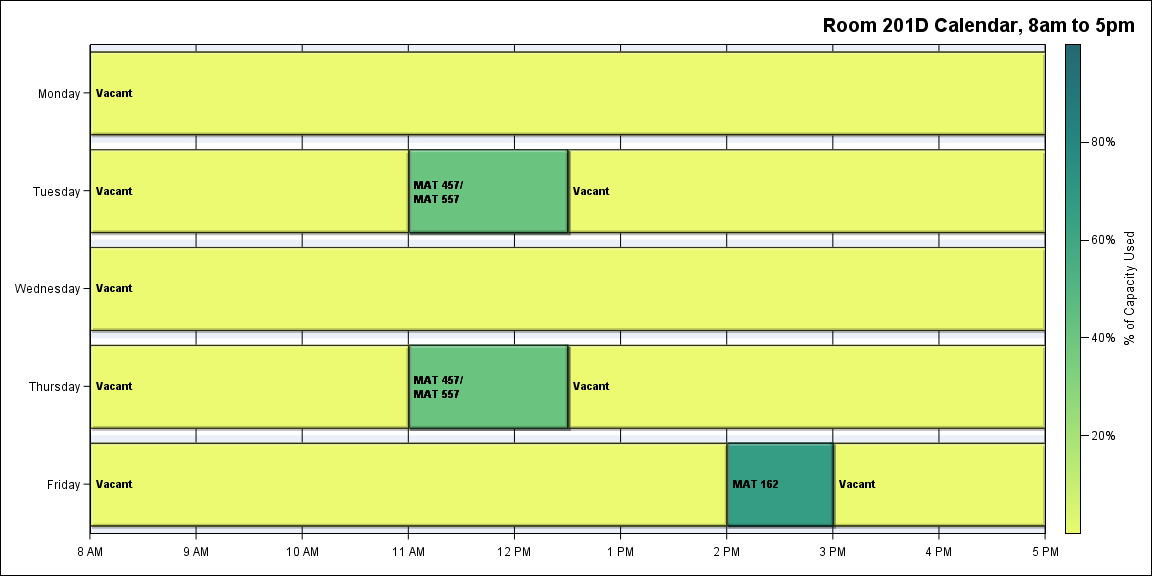 Room 201D Calendar, 8am to 5pm
Monday
Vacant
Tuesday
Vacant
MAT 457/
MAT 557
Vacant
Wednesday
Vacant
Thursday
Vacant
MAT 457/
MAT 557
Vacant
Friday
Vacant
MAT 162
Vacant
8 AM 9 AM 10 AM 11 AM 12 PM 1 PM 2 PM 3 PM 4 PM 5 PM
80%
60%
40%
20%
% of Capacity Used